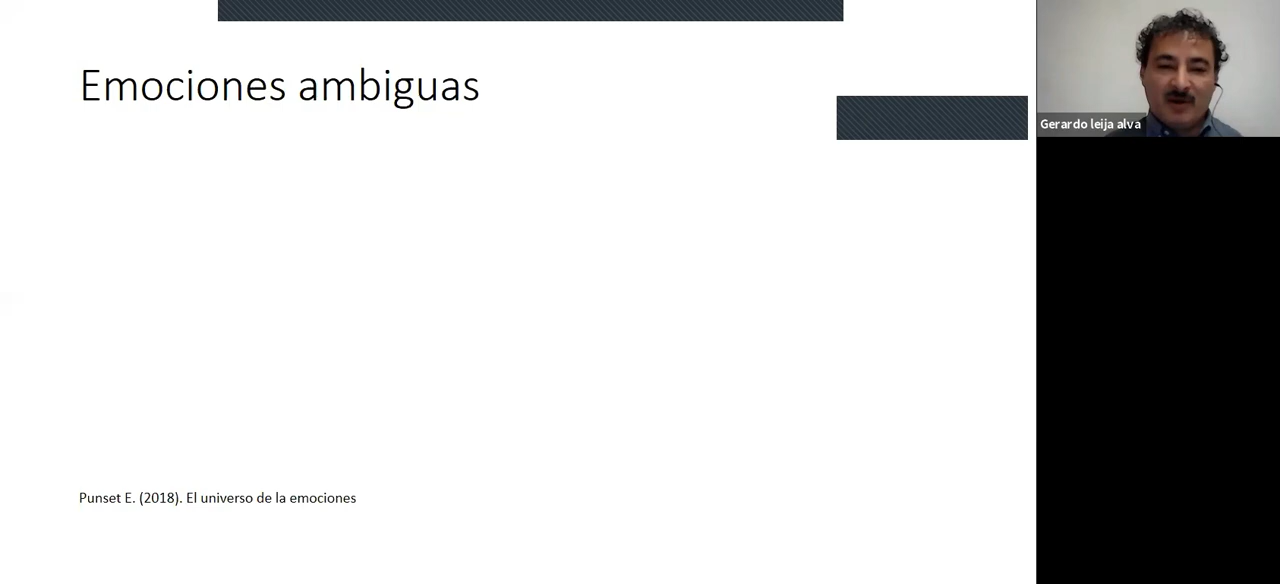 Emociones ambiguas
Gerardo leija alva
Punset E. (2018). El universo de la emociones